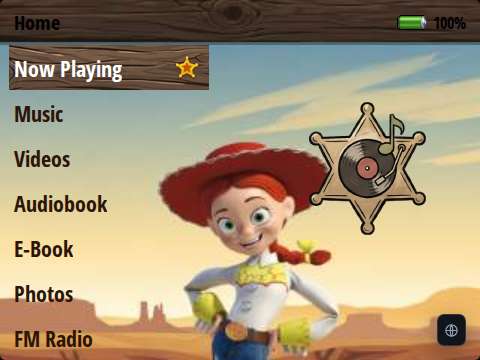 Home
100%
Now Playing
Music
Videos
Audiobook
E-Book
Photos
FM Radio